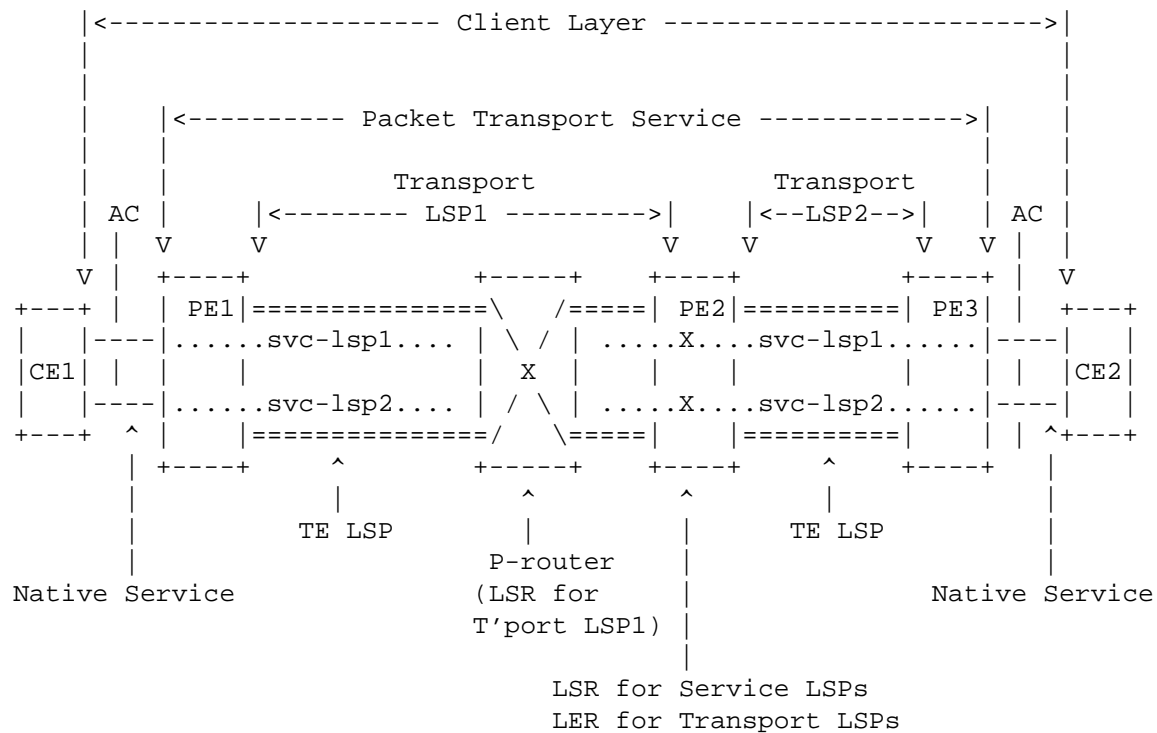 |<--------------------- Client Layer ------------------------>|
|                                                             |
|                                                             |
|    |<---------- Packet Transport Service ------------->|    |
|    |                                                   |    |
|    |              Transport               Transport    |    |
| AC |     |<-------- LSP1 --------->|    |<--LSP2-->|   | AC |
| |  V     V                         V    V          V   V |  |
V |  +----+              +-----+    +----+          +----+ |  V
+---+ | | PE1|===============\ /=====| PE2|==========| PE3| | +---+
| |----|......svc-lsp1.... | \ / | .....X....svc-lsp1......|----| |
|CE1| | | | | X | | | | | | |CE2|
| |----|......svc-lsp2.... | / \ | .....X....svc-lsp2......|----| |
+---+ ^ | |===============/ \=====| |==========| | | ^+---+
| +----+ ^ +-----+ +----+ ^ +----+ |
| | ^ ^ | |
| TE LSP | | TE LSP |
| P-router | |
Native Service (LSR for | Native Service
T'port LSP1) |
|
LSR for Service LSPs
LER for Transport LSPs